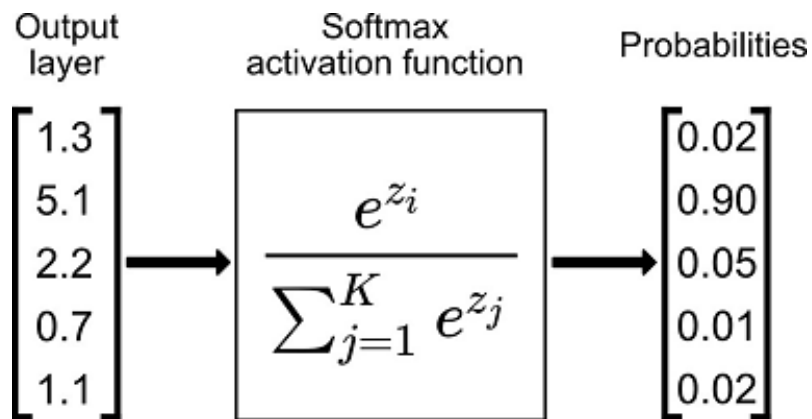 Output
layer
Softmax
activation function
Probabilities
1.3
5.1
2.2
0.7
1.1
e^{z_i}
∑_{j=1}^{K} e^{z_j}
0.02
0.90
0.05
0.01
0.02